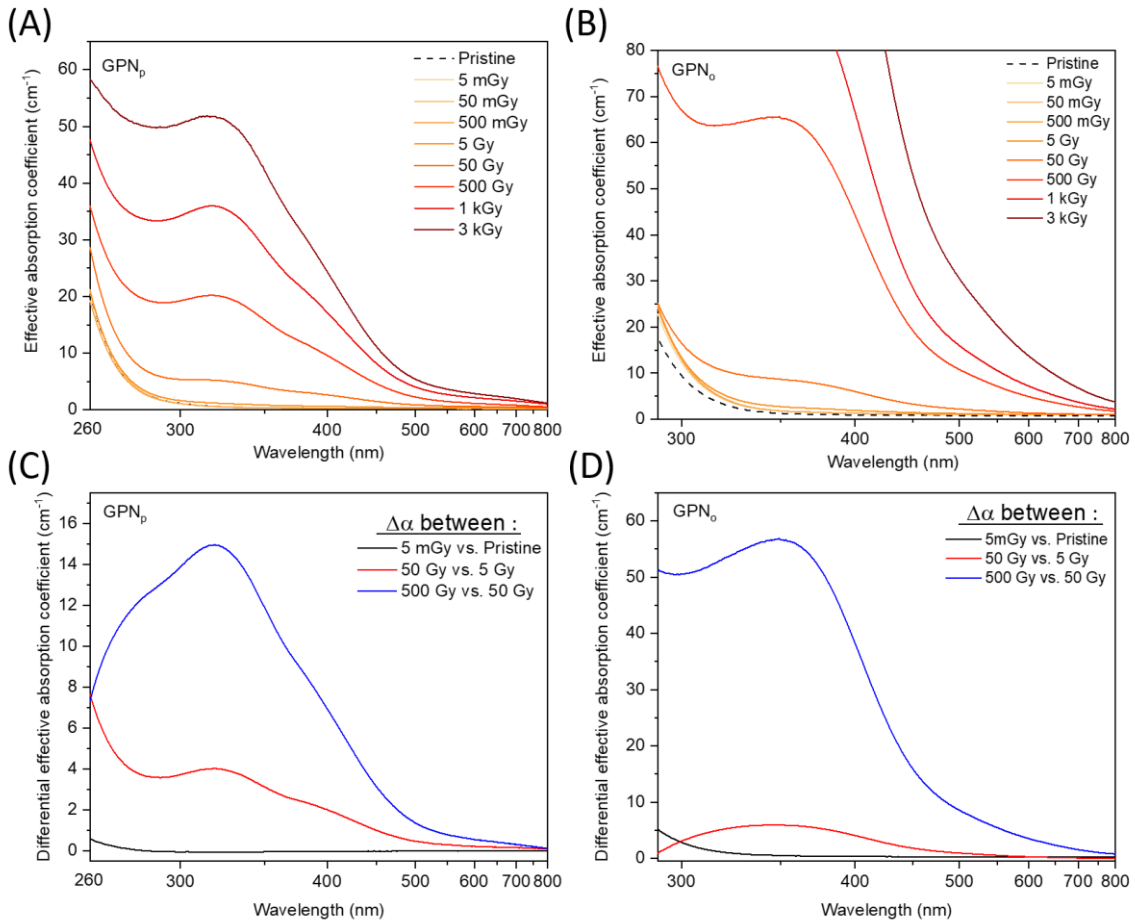 (A)
GPNp
Pristine
5 mGy
50 mGy
500 mGy
5 Gy
50 Gy
500 Gy
1 kGy
3 kGy
Effective absorption coefficient (cm⁻¹)
60
50
40
30
20
10
0
260
300
400
500
600
700
800
Wavelength (nm)
(B)
GPNo
Pristine
5 mGy
50 mGy
500 mGy
5 Gy
50 Gy
500 Gy
1 kGy
3 kGy
Effective absorption coefficient (cm⁻¹)
80
70
60
50
40
30
20
10
0
300
400
500
600
700
800
Wavelength (nm)
(C)
GPNp
Δα between :
5 mGy vs. Pristine
50 Gy vs. 5 Gy
500 Gy vs. 50 Gy
Differential effective absorption coefficient (cm⁻¹)
16
14
12
10
8
6
4
2
0
260
300
400
500
600
700
800
Wavelength (nm)
(D)
GPNo
Δα between :
5mGy vs. Pristine
50 Gy vs. 5 Gy
500 Gy vs. 50 Gy
Differential effective absorption coefficient (cm⁻¹)
60
50
40
30
20
10
0
300
400
500
600
700
800
Wavelength (nm)